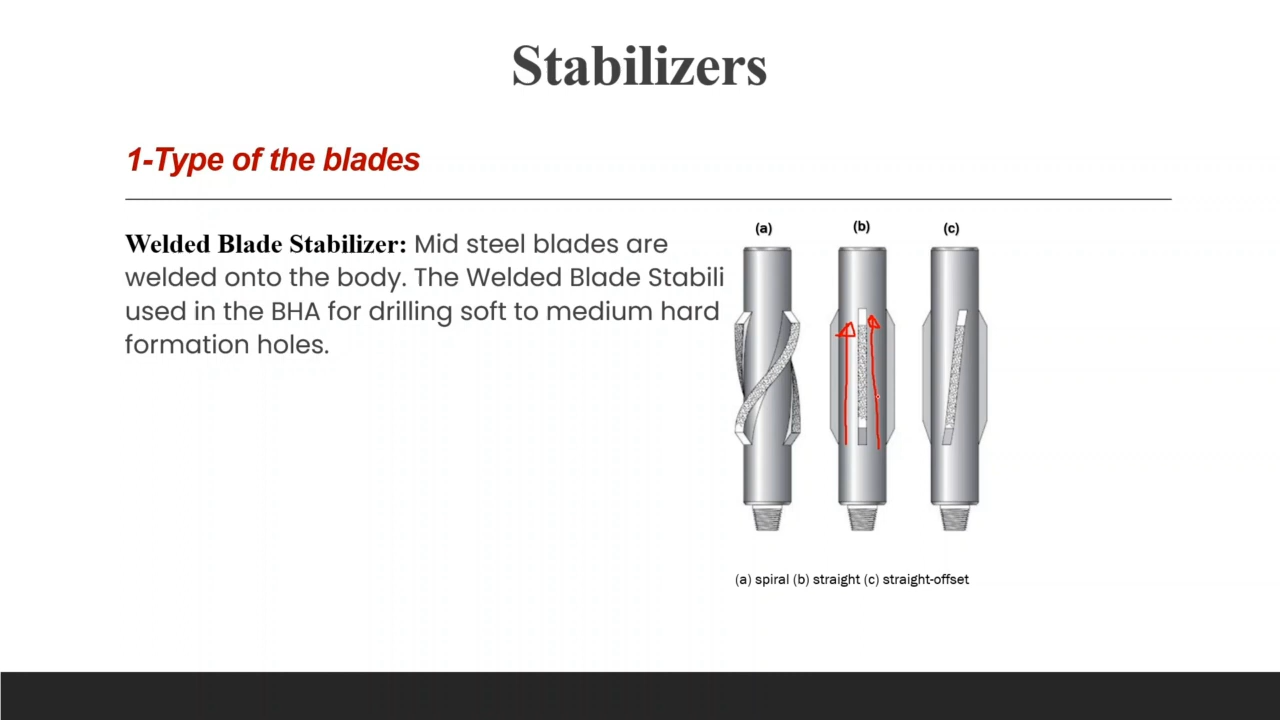 Stabilizers
1-Type of the blades
Welded Blade Stabilizer: Mid steel blades are
welded onto the body. The Welded Blade Stabili
used in the BHA for drilling soft to medium hard
formation holes.
(a) (b) (c)
(a) spiral (b) straight (c) straight-offset